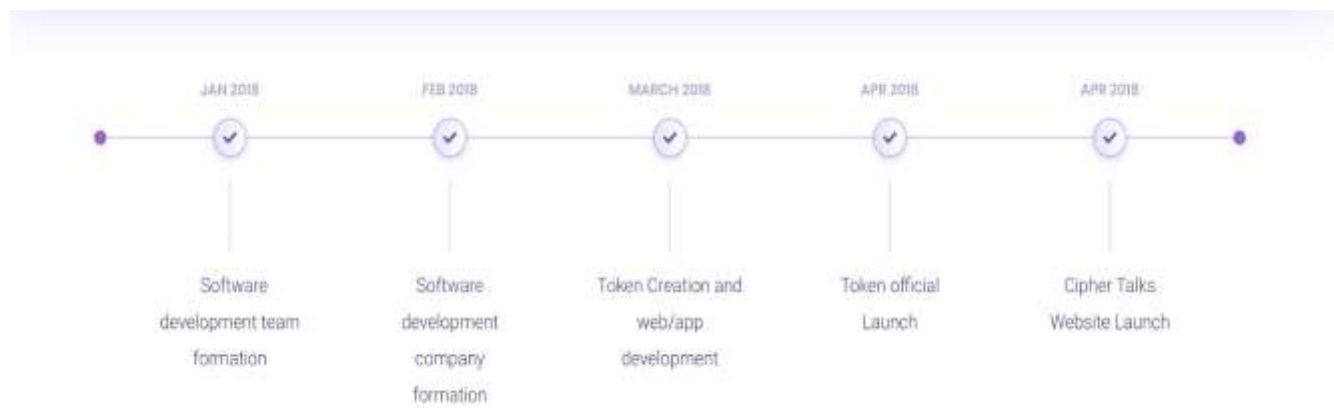 JAN 2018
FEB 2018
MARCH 2018
APR 2018
APR 2018
Software
development team
formation
Software
development
company
formation
Token Creation and
web/app
development
Token official
Launch
Cipher Talks
Website Launch